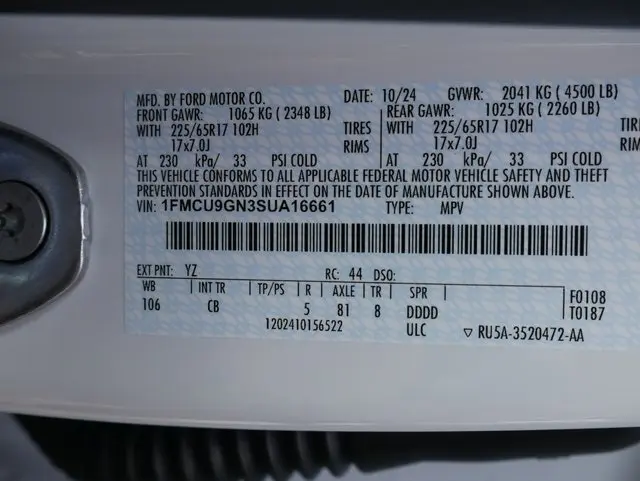 MFD. BY FORD MOTOR CO. DATE: 10/24 GVWR: 2041 KG ( 4500 LB)
FRONT GAWR: 1065 KG ( 2348 LB) REAR GAWR: 1025 KG ( 2260 LB)
WITH 225/65R17 102H TIRES WITH 225/65R17 102H TIRES
17x7.0J RIMS 17x7.0J RIMS
AT 230 kPa/ 33 PSI COLD AT 230 kPa/ 33 PSI COLD
THIS VEHICLE CONFORMS TO ALL APPLICABLE FEDERAL MOTOR VEHICLE SAFETY AND THEFT
PREVENTION STANDARDS IN EFFECT ON THE DATE OF MANUFACTURE SHOWN ABOVE.
VIN: 1FMCU9GN3SUA16661 TYPE: MPV
EXT PNT: YZ RC: 44 DSO:
WB INT TR TP/PS R AXLE TR SPR F0108
106 CB 5 81 8 DDDD T0187
1202410156522 ULC ▽ RU5A-3520472-AA